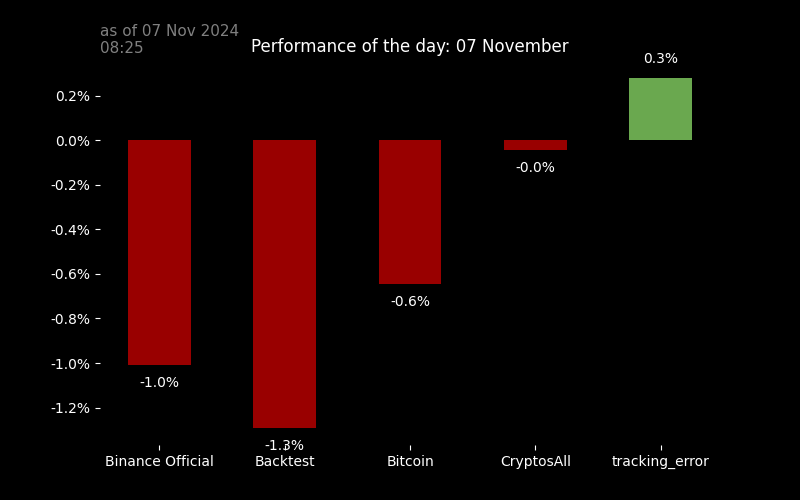 as of 07 Nov 2024
08:25
Performance of the day: 07 November
0.3%
0.2%
0.0%
-0.0%
-0.2%
-0.4%
-0.6%
-0.6%
-0.8%
-1.0%
-1.0%
-1.2%
-1.3%
Binance Official
Backtest
Bitcoin
CryptosAll
tracking_error